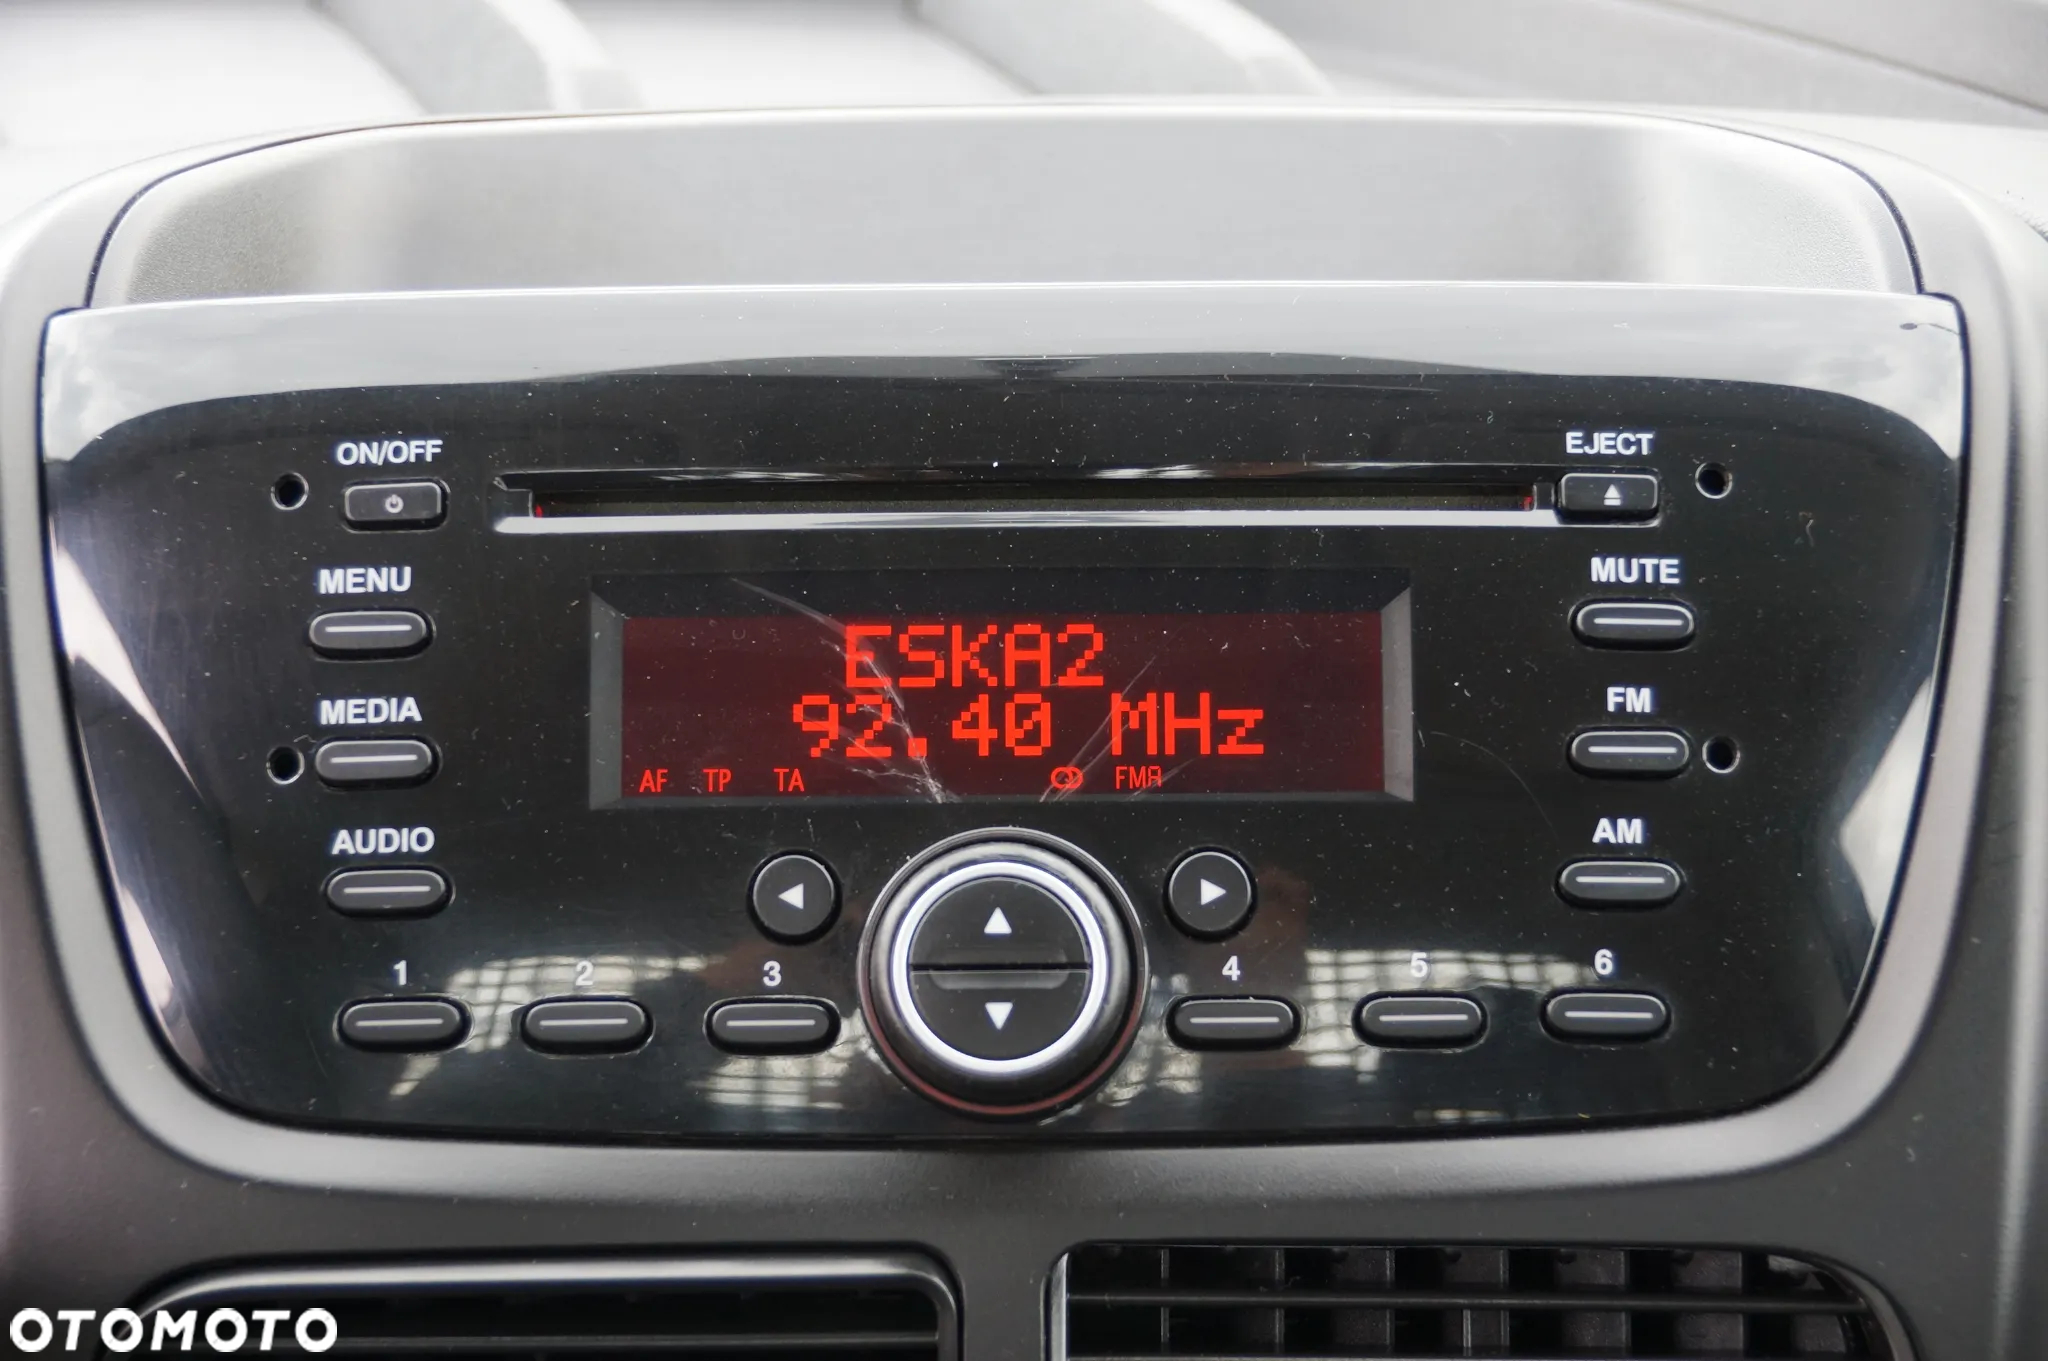 ON/OFF
EJECT
MENU
MUTE
ESKA2
92.40 MHz
MEDIA
FM
AF TP TA FMA
AUDIO
AM
1 2 3 4 5 6
OTOMOTO